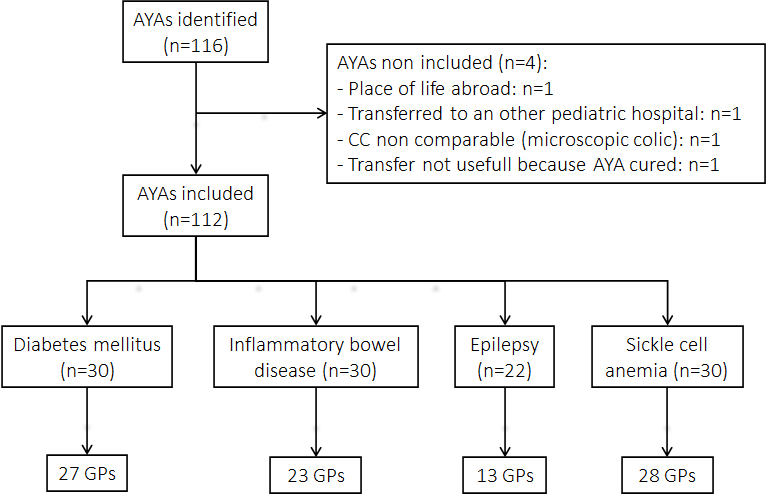 AYAs identified
(n=116)
AYAs non included (n=4):
- Place of life abroad: n=1
- Transferred to an other pediatric hospital: n=1
- CC non comparable (microscopic colic): n=1
- Transfer not usefull because AYA cured: n=1
AYAs included
(n=112)
Diabetes mellitus
(n=30)
Inflammatory bowel
disease (n=30)
Epilepsy
(n=22)
Sickle cell
anemia (n=30)
27 GPs
23 GPs
13 GPs
28 GPs